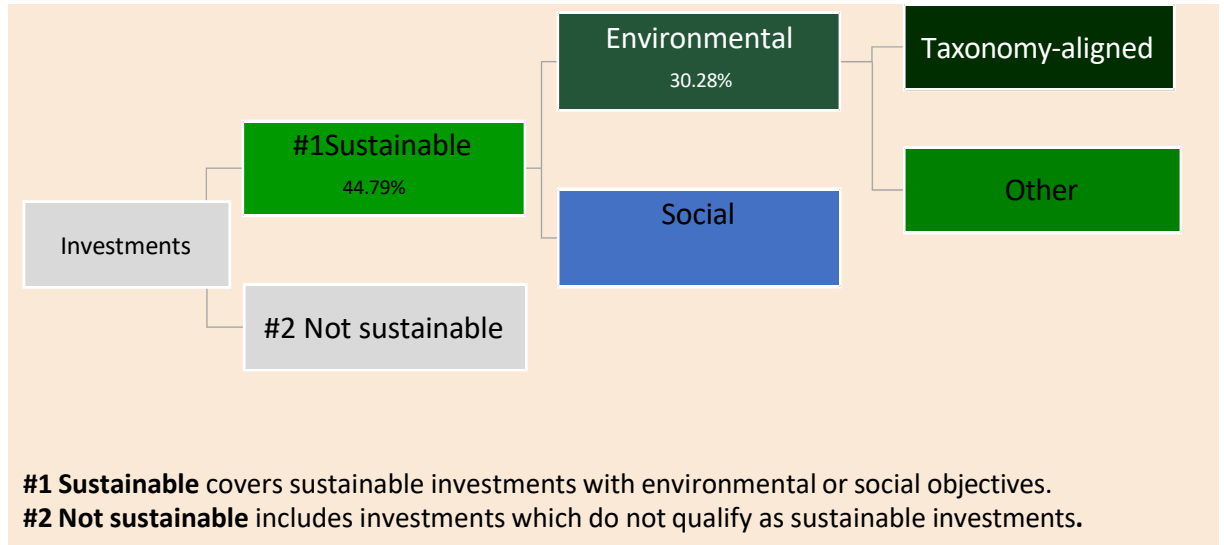 Environmental
30.28%
Taxonomy-aligned
#1Sustainable
44.79%
Other
Social
Investments
#2 Not sustainable
#1 Sustainable covers sustainable investments with environmental or social objectives.
#2 Not sustainable includes investments which do not qualify as sustainable investments.